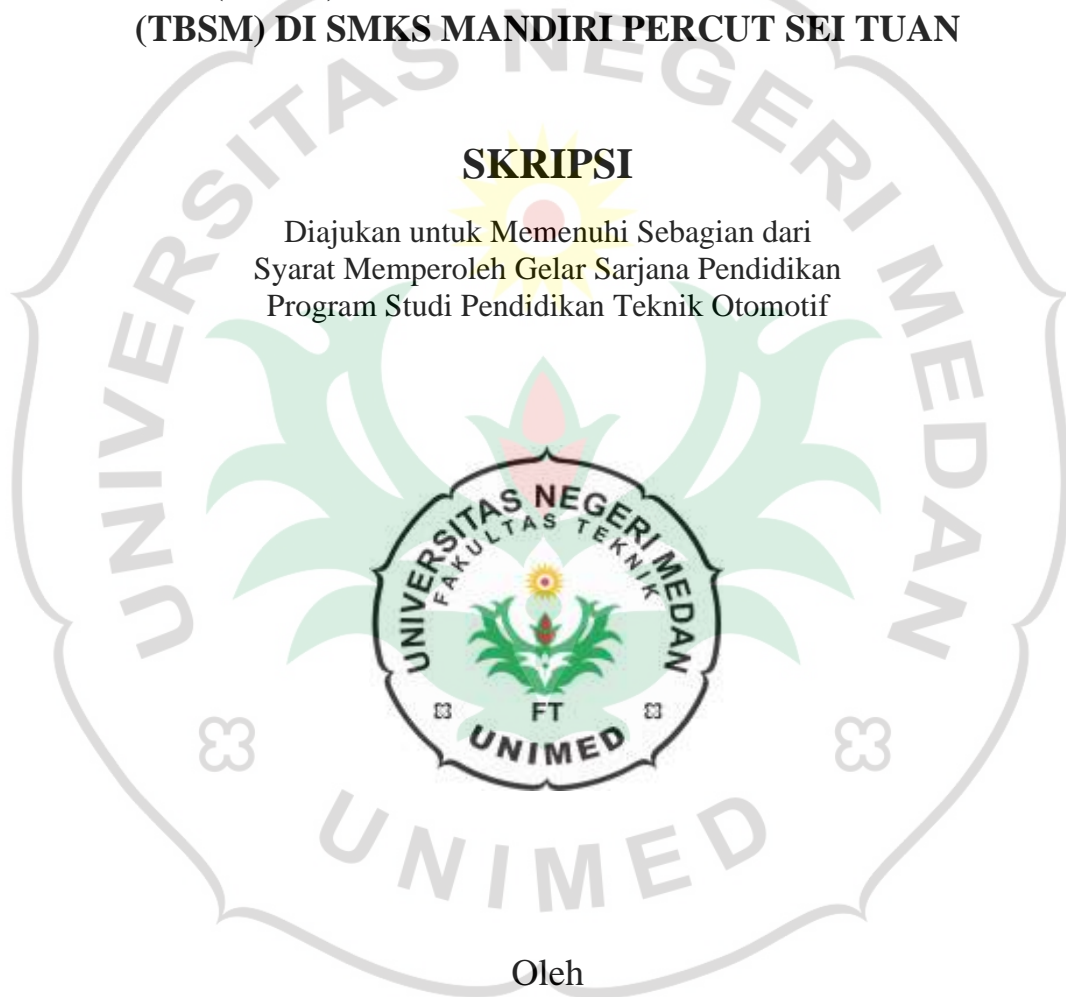 (TBSM) DI SMKS MANDIRI PERCUT SEI TUAN
SKRIPSI
Diajukan untuk Memenuhi Sebagian dari
Syarat Memperoleh Gelar Sarjana Pendidikan
Program Studi Pendidikan Teknik Otomotif
UNIVERSITAS NEGERI MEDAN
FAKULTAS TEKNIK
FT
UNIMED
UNIVERSITAS NEGERI MEDAN
UNIMED
Oleh